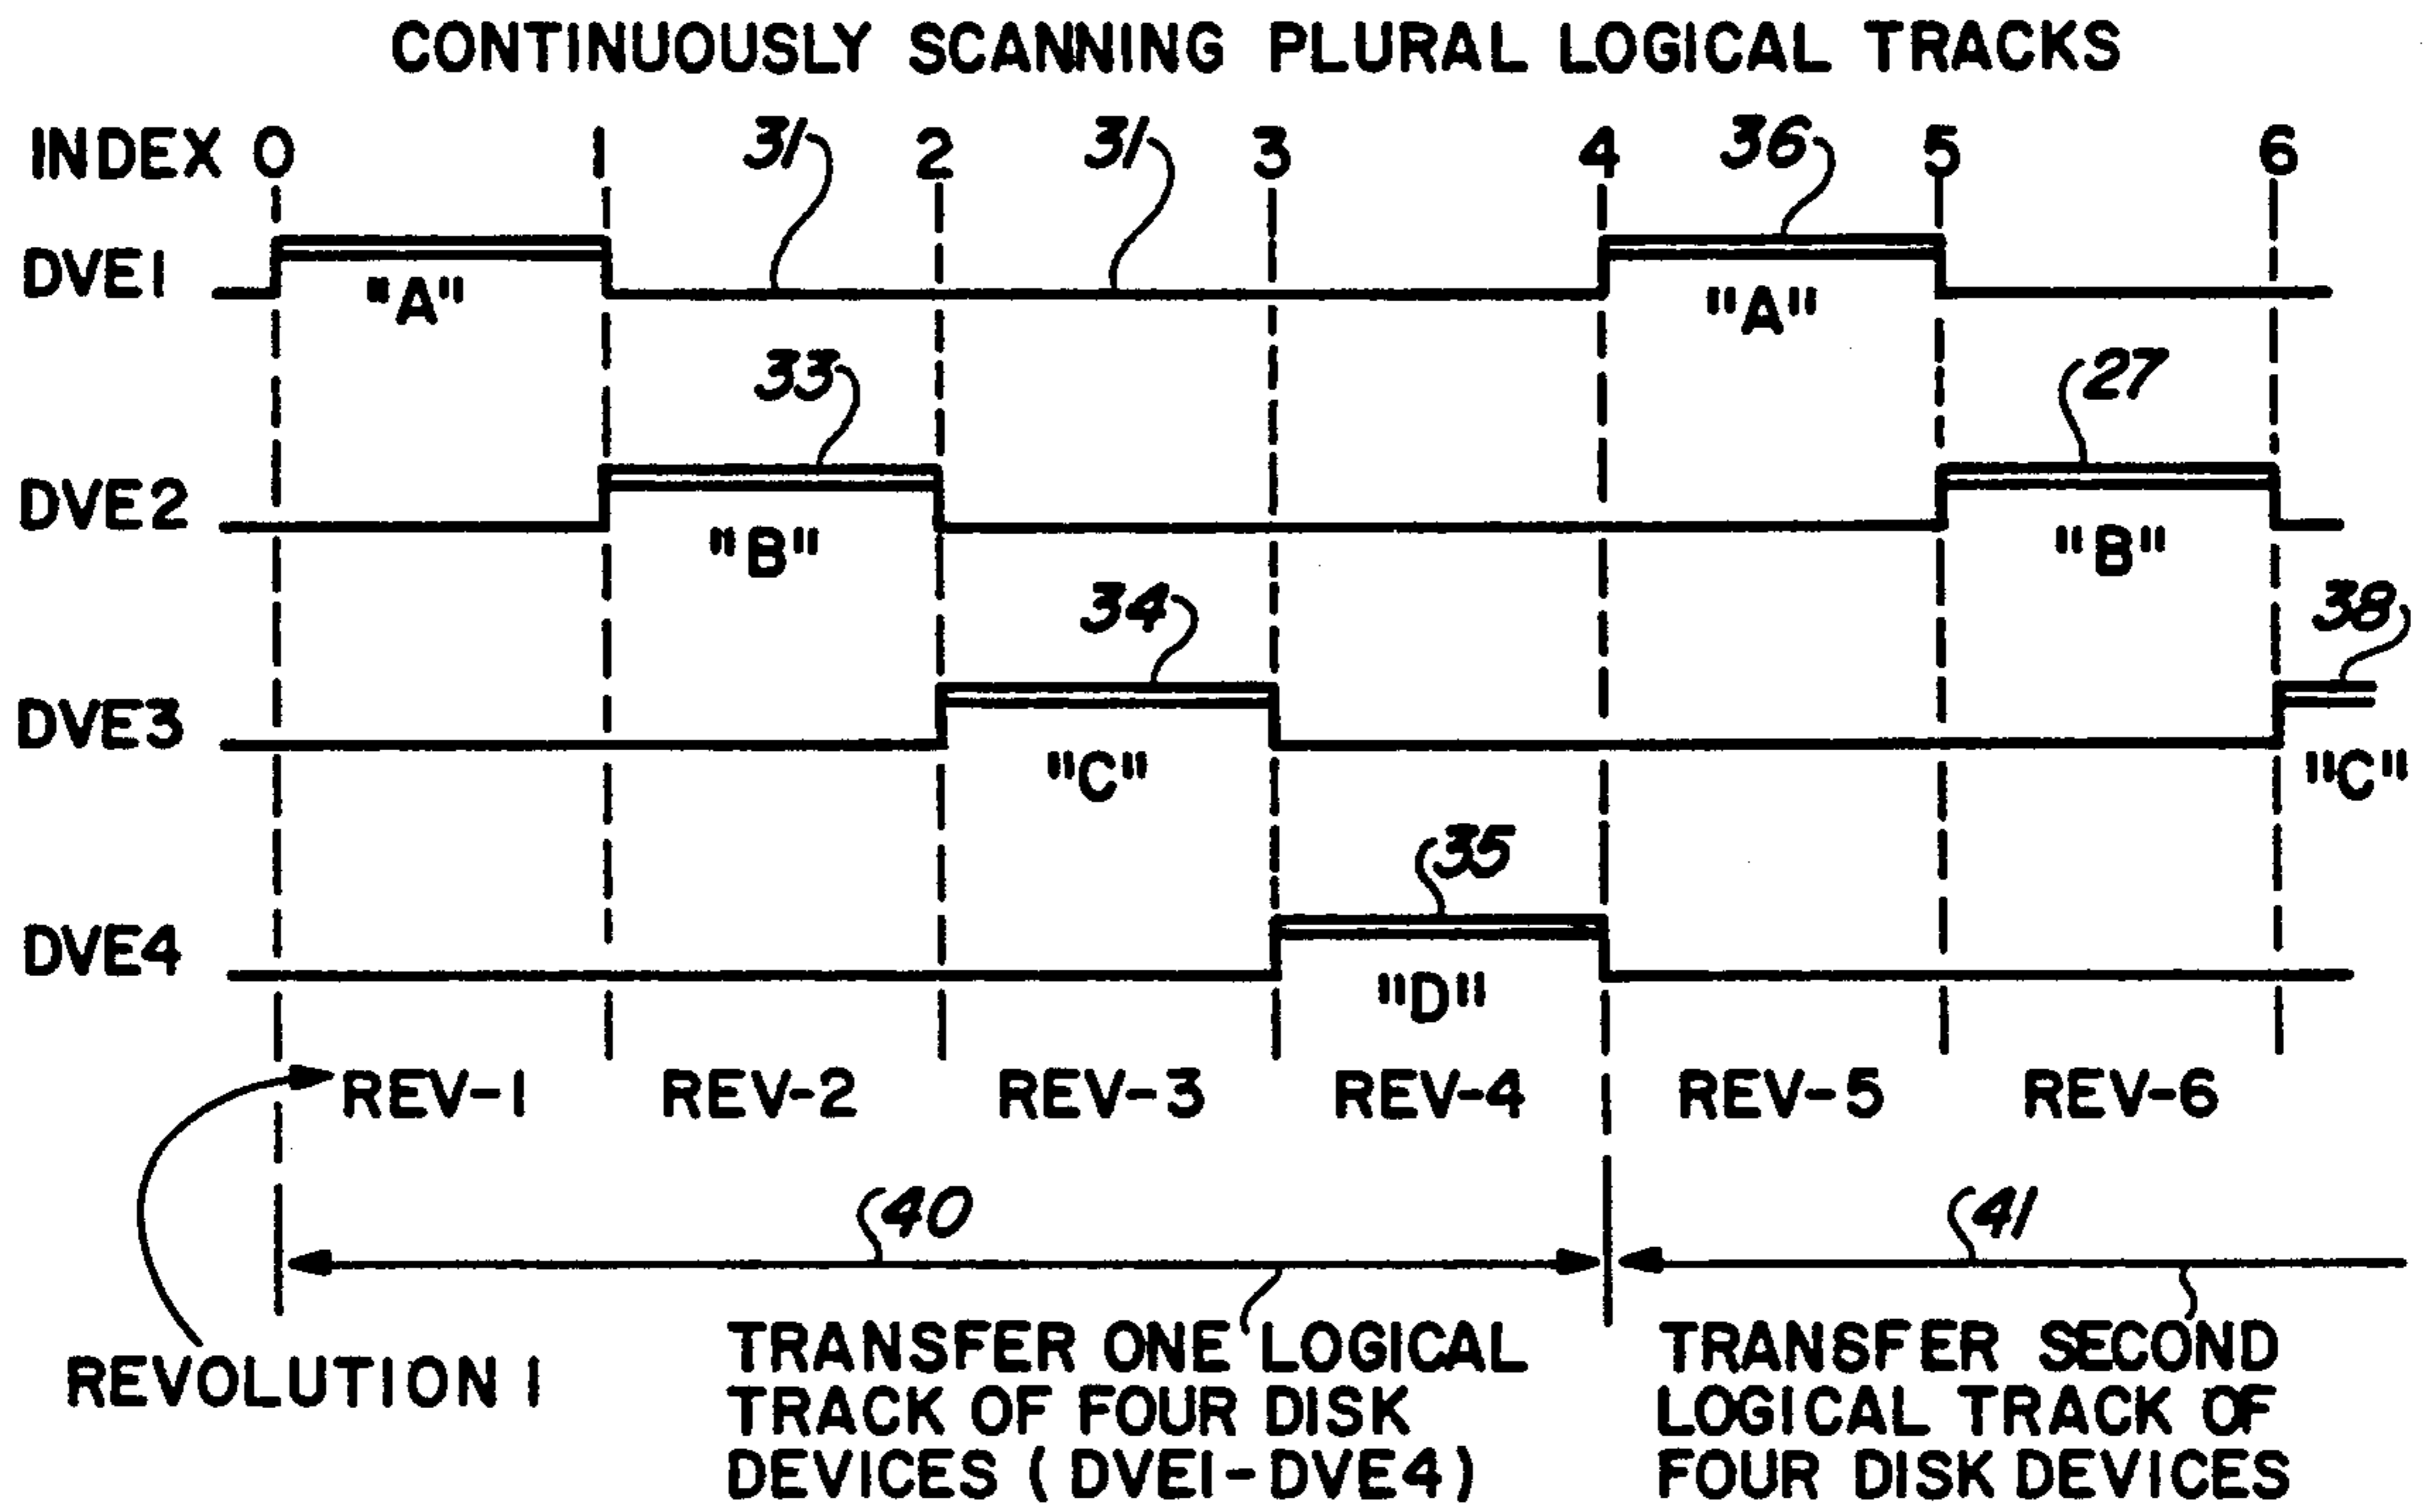 CONTINUOUSLY SCANNING PLURAL LOGICAL TRACKS
INDEX 0 1 31 2 31 3 4 36 5 6
DVE1 "A" "A"
33 27
DVE2 "B" "B"
34 38
DVE3 "C" "C"
35
DVE4 "D"
REV-1 REV-2 REV-3 REV-4 REV-5 REV-6
40 41
REVOLUTION 1
TRANSFER ONE LOGICAL
TRACK OF FOUR DISK
DEVICES (DVE1-DVE4)
TRANSFER SECOND
LOGICAL TRACK OF
FOUR DISK DEVICES